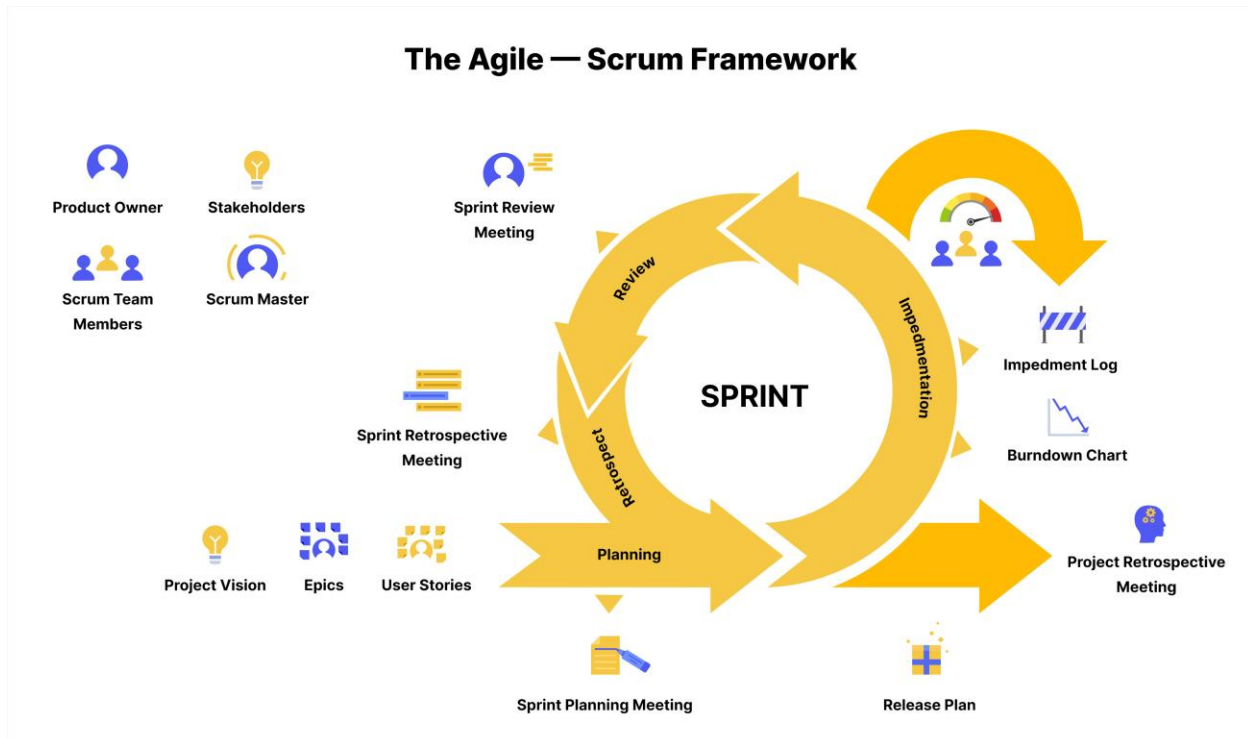 The Agile — Scrum Framework
Product Owner
Stakeholders
Scrum Team
Members
Scrum Master
Sprint Review
Meeting
Review
Impedmentation
SPRINT
Impedment Log
Burndown Chart
Sprint Retrospective
Meeting
Retrospect
Project Vision
Epics
User Stories
Planning
Project Retrospective
Meeting
Sprint Planning Meeting
Release Plan